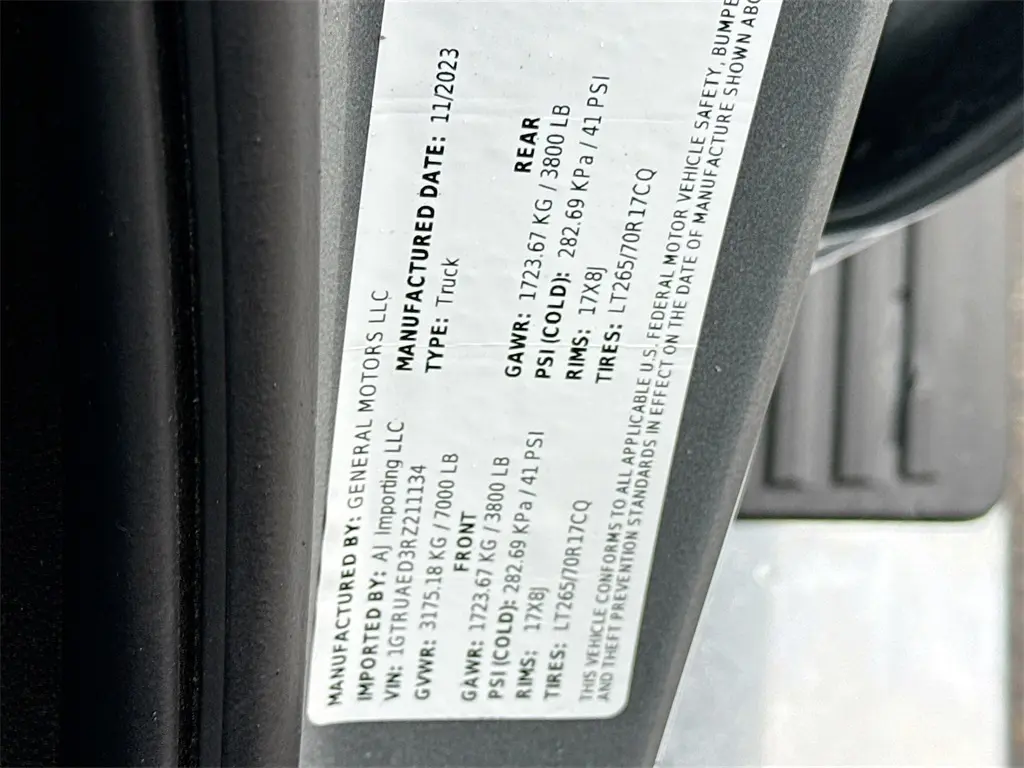 MANUFACTURED BY: GENERAL MOTORS LLC
IMPORTED BY: AJ Importing LLC MANUFACTURED DATE: 11/2023
VIN: 1GTRUAED3RZ211134 TYPE: Truck
GVWR: 3175.18 KG / 7000 LB
FRONT REAR
GAWR: 1723.67 KG / 3800 LB GAWR: 1723.67 KG / 3800 LB
PSI (COLD): 282.69 KPa / 41 PSI PSI (COLD): 282.69 KPa / 41 PSI
RIMS: 17X8J RIMS: 17X8J
TIRES: LT265/70R17CQ TIRES: LT265/70R17CQ
THIS VEHICLE CONFORMS TO ALL APPLICABLE U.S. FEDERAL MOTOR VEHICLE SAFETY, BUMPE
AND THEFT PREVENTION STANDARDS IN EFFECT ON THE DATE OF MANUFACTURE SHOWN ABO